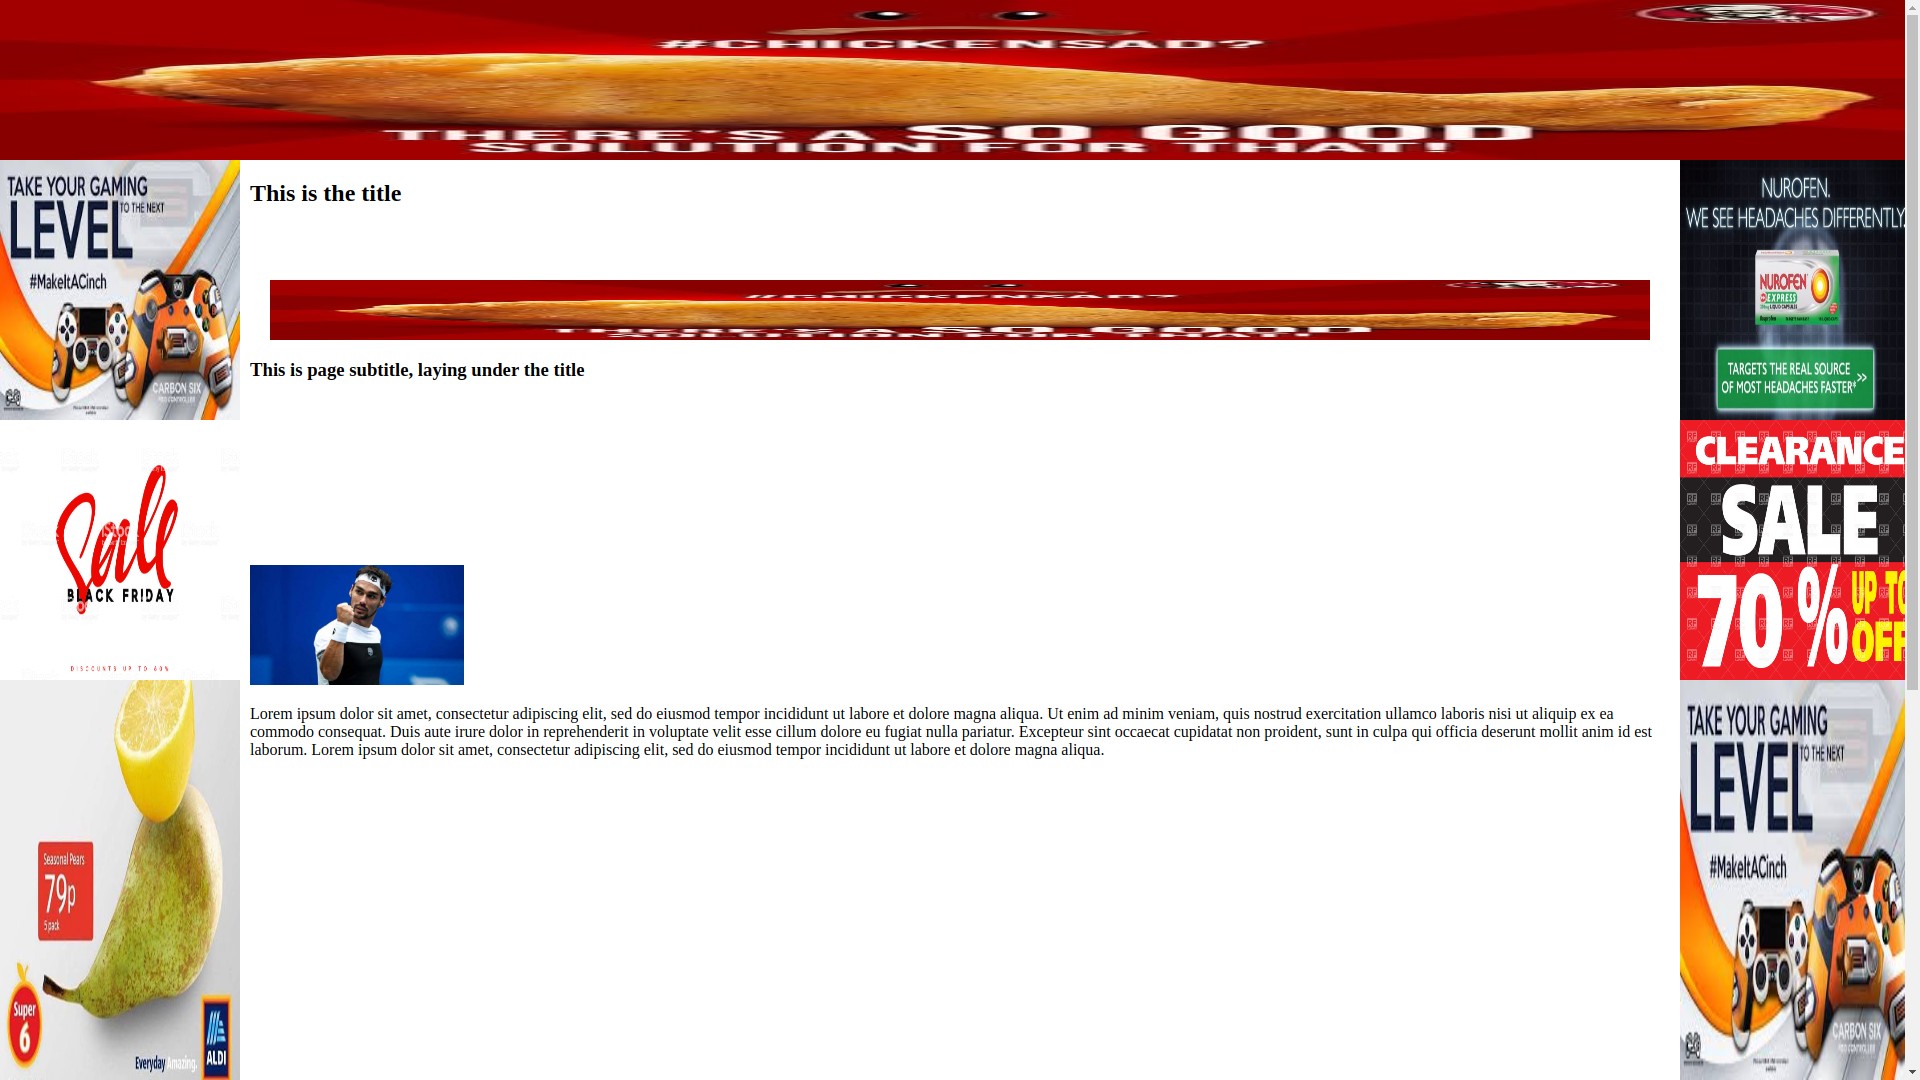 #CHICKENSAD?
THERE'S A SO GOOD
SOLUTION FOR THAT!
TAKE YOUR GAMING
LEVEL TO THE NEXT
#MakeItACinch
CARBON SIX
Sale
BLACK FRIDAY
DISCOUNTS UP TO 60%
Seasonal Pears
79p
5 pack
Super
6
Everyday Amazing.
ALDI
This is the title
#CHICKENSAD?
THERE'S A SO GOOD
SOLUTION FOR THAT!
This is page subtitle, laying under the title
Lorem ipsum dolor sit amet, consectetur adipiscing elit, sed do eiusmod tempor incididunt ut labore et dolore magna aliqua. Ut enim ad minim veniam, quis nostrud exercitation ullamco laboris nisi ut aliquip ex ea
commodo consequat. Duis aute irure dolor in reprehenderit in voluptate velit esse cillum dolore eu fugiat nulla pariatur. Excepteur sint occaecat cupidatat non proident, sunt in culpa qui officia deserunt mollit anim id est
laborum. Lorem ipsum dolor sit amet, consectetur adipiscing elit, sed do eiusmod tempor incididunt ut labore et dolore magna aliqua.
NUROFEN.
WE SEE HEADACHES DIFFERENTLY.
NUROFEN
EXPRESS
TARGETS THE REAL SOURCE
OF MOST HEADACHES FASTER* »
CLEARANCE
SALE
70% UP TO
OFF
TAKE YOUR GAMING
LEVEL TO THE NEXT
#MakeItACinch
CARBON SIX